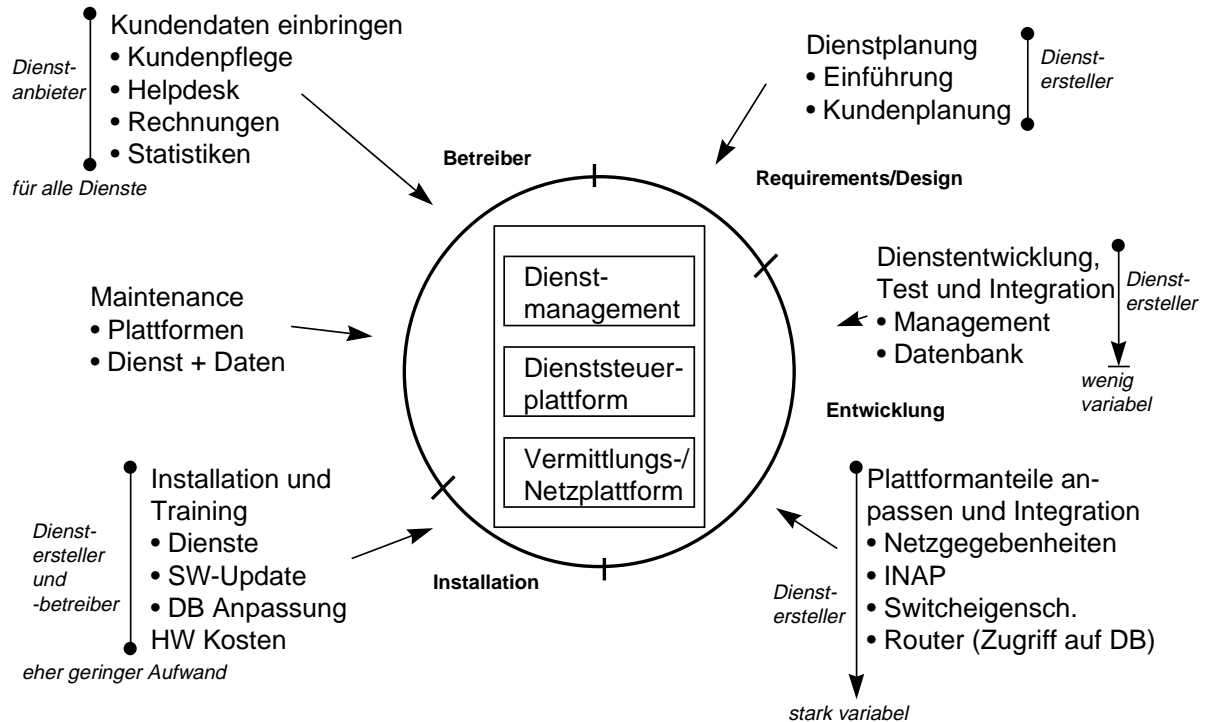 Kundendaten einbringen
• Kundenpflege
• Helpdesk
• Rechnungen
• Statistiken
Dienst-
anbieter
für alle Dienste
Dienstplanung
• Einführung
• Kundenplanung
Dienst-
ersteller
Betreiber
Requirements/Design
Maintenance
• Plattformen
• Dienst + Daten
Dienst-
management
Dienststeuer-
plattform
Vermittlungs-/
Netzplattform
Dienstentwicklung,
Test und Integration
• Management
• Datenbank
Dienst-
ersteller
wenig
variabel
Entwicklung
Installation und
Training
• Dienste
• SW-Update
• DB Anpassung
HW Kosten
Dienst-
ersteller
und
-betreiber
eher geringer Aufwand
Installation
Plattformanteile an-
passen und Integration
• Netzgegebenheiten
• INAP
• Switcheigensch.
• Router (Zugriff auf DB)
Dienst-
ersteller
stark variabel